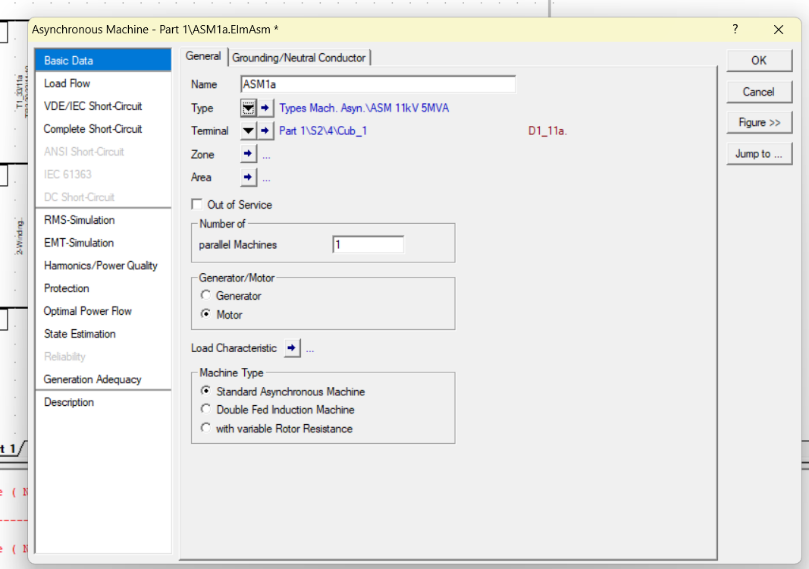 Asynchronous Machine - Part 1\ASM1a.ElmAsm *
? ×
Basic Data
Load Flow
VDE/IEC Short-Circuit
Complete Short-Circuit
ANSI Short-Circuit
IEC 61363
DC Short-Circuit
RMS-Simulation
EMT-Simulation
Harmonics/Power Quality
Protection
Optimal Power Flow
State Estimation
Reliability
Generation Adequacy
Description
General Grounding/Neutral Conductor
Name ASM1a
Type Types Mach. Asyn.\ASM 11kV 5MVA
Terminal Part 1\S2\4\Cub_1 D1_11a.
Zone ...
Area ...
Out of Service
Number of
parallel Machines 1
Generator/Motor
Generator
Motor
Load Characteristic ...
Machine Type
Standard Asynchronous Machine
Double Fed Induction Machine
with variable Rotor Resistance
OK
Cancel
Figure >>
Jump to ...
T1_33/11a
2-Winding..
t 1
e ( N
e ( N